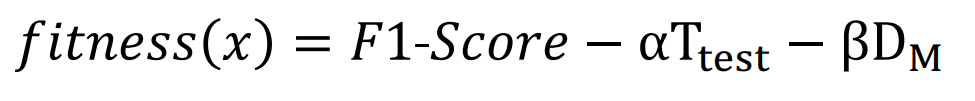 fitness(x) = F1-Score − αT_test − βD_M